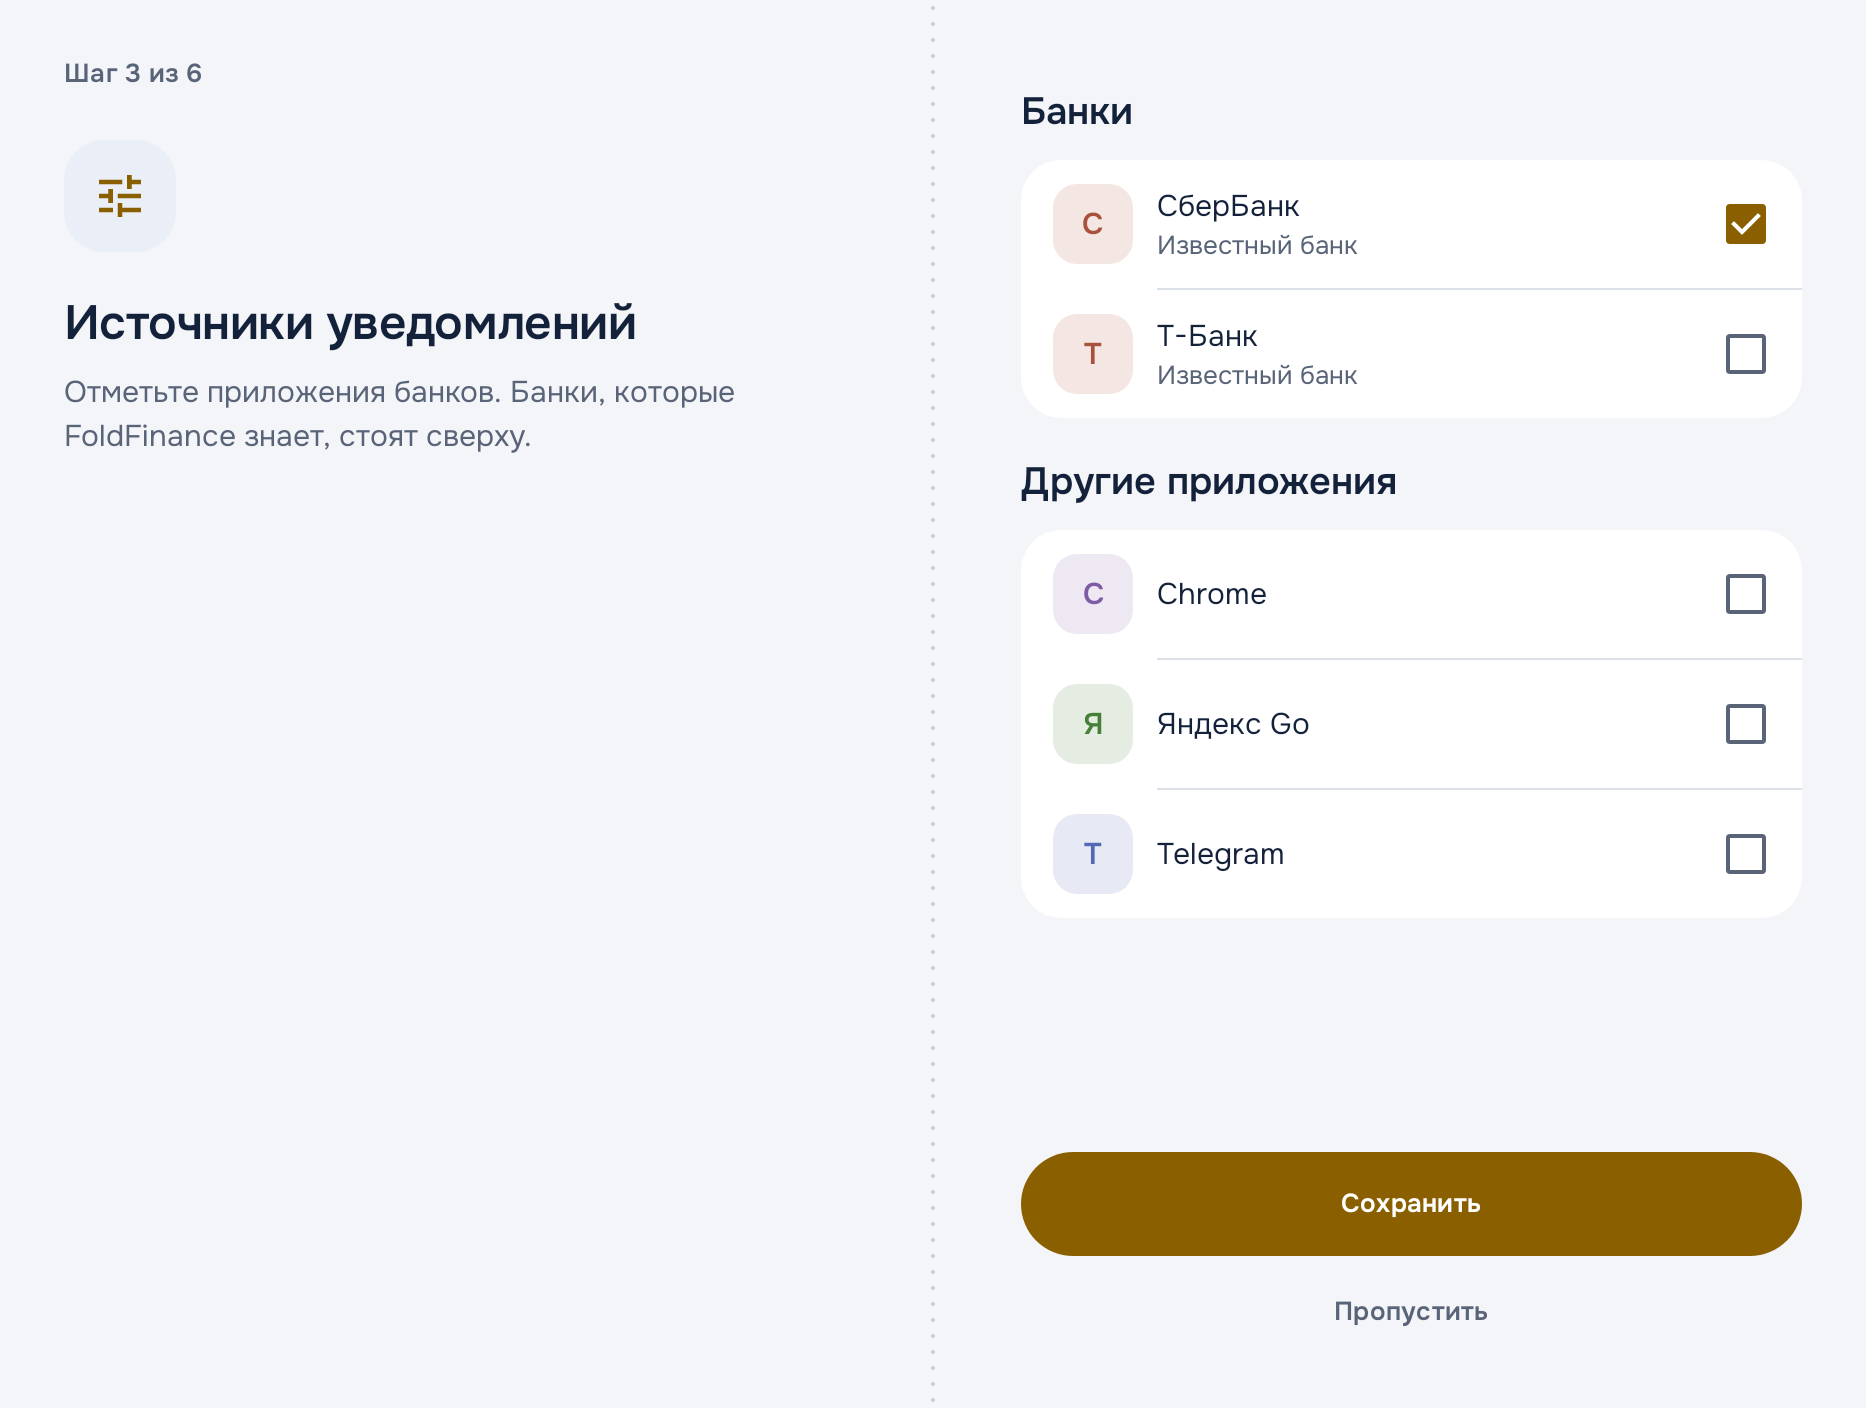 Шаг 3 из 6
Источники уведомлений
Отметьте приложения банков. Банки, которые
FoldFinance знает, стоят сверху.
Банки
С
СберБанк
Известный банк
Т
Т-Банк
Известный банк
Другие приложения
C
Chrome
Я
Яндекс Go
T
Telegram
Сохранить
Пропустить